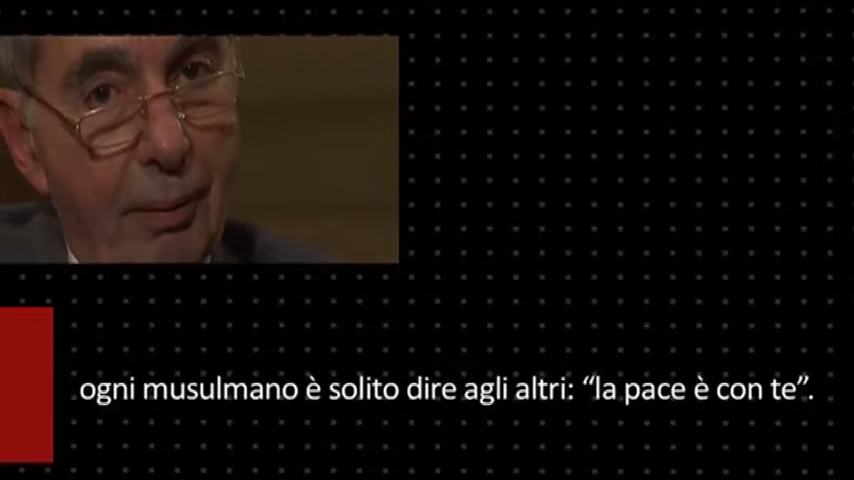 ogni musulmano è solito dire agli altri: “la pace è con te”.